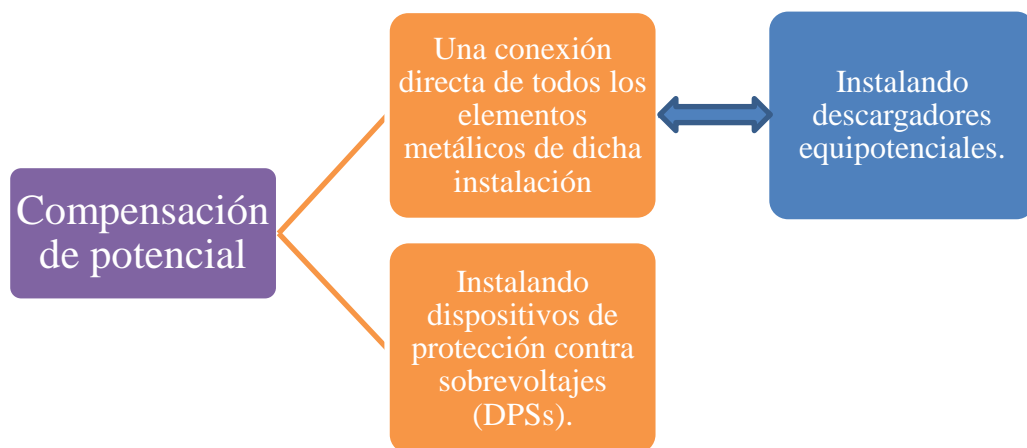 Compensación
de potencial
Una conexión
directa de todos los
elementos
metálicos de dicha
instalación
Instalando
descargadores
equipotenciales.
Instalando
dispositivos de
protección contra
sobrevoltajes
(DPSs).